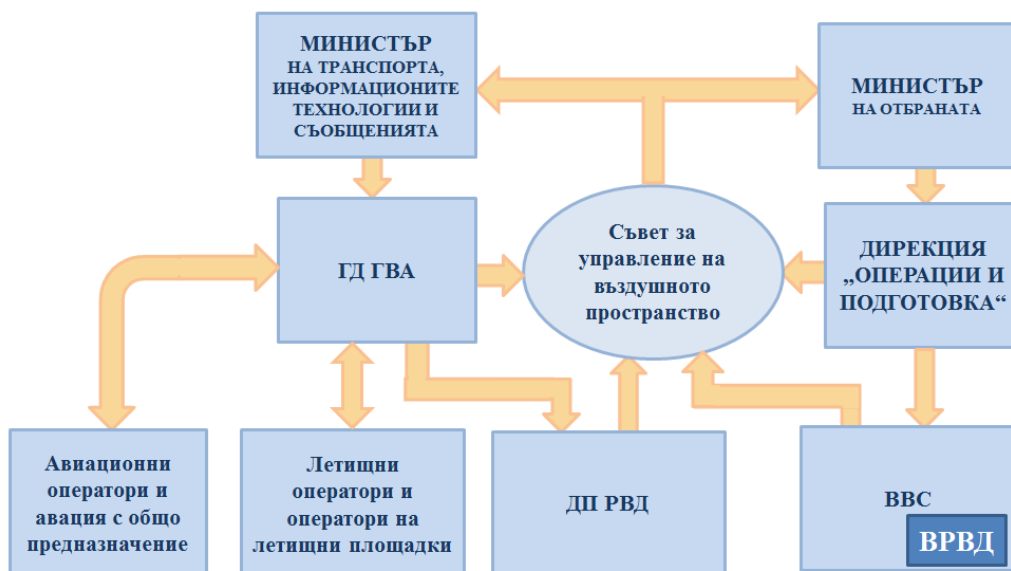 МИНИСТЪР
НА ТРАНСПОРТА,
ИНФОРМАЦИОНИТЕ
ТЕХНОЛОГИИ И
СЪОБЩЕНИЯТА
МИНИСТЪР
НА ОТБРАНАТА
ГД ГВА
Съвет за
управление на
въздушното
пространство
ДИРЕКЦИЯ
„ОПЕРАЦИИ И
ПОДГОТОВКА“
Авиационни
оператори и
авация с общо
предназначение
Летищни
оператори и
оператори на
летищни площадки
ДП РВД
ВВС
ВРВД